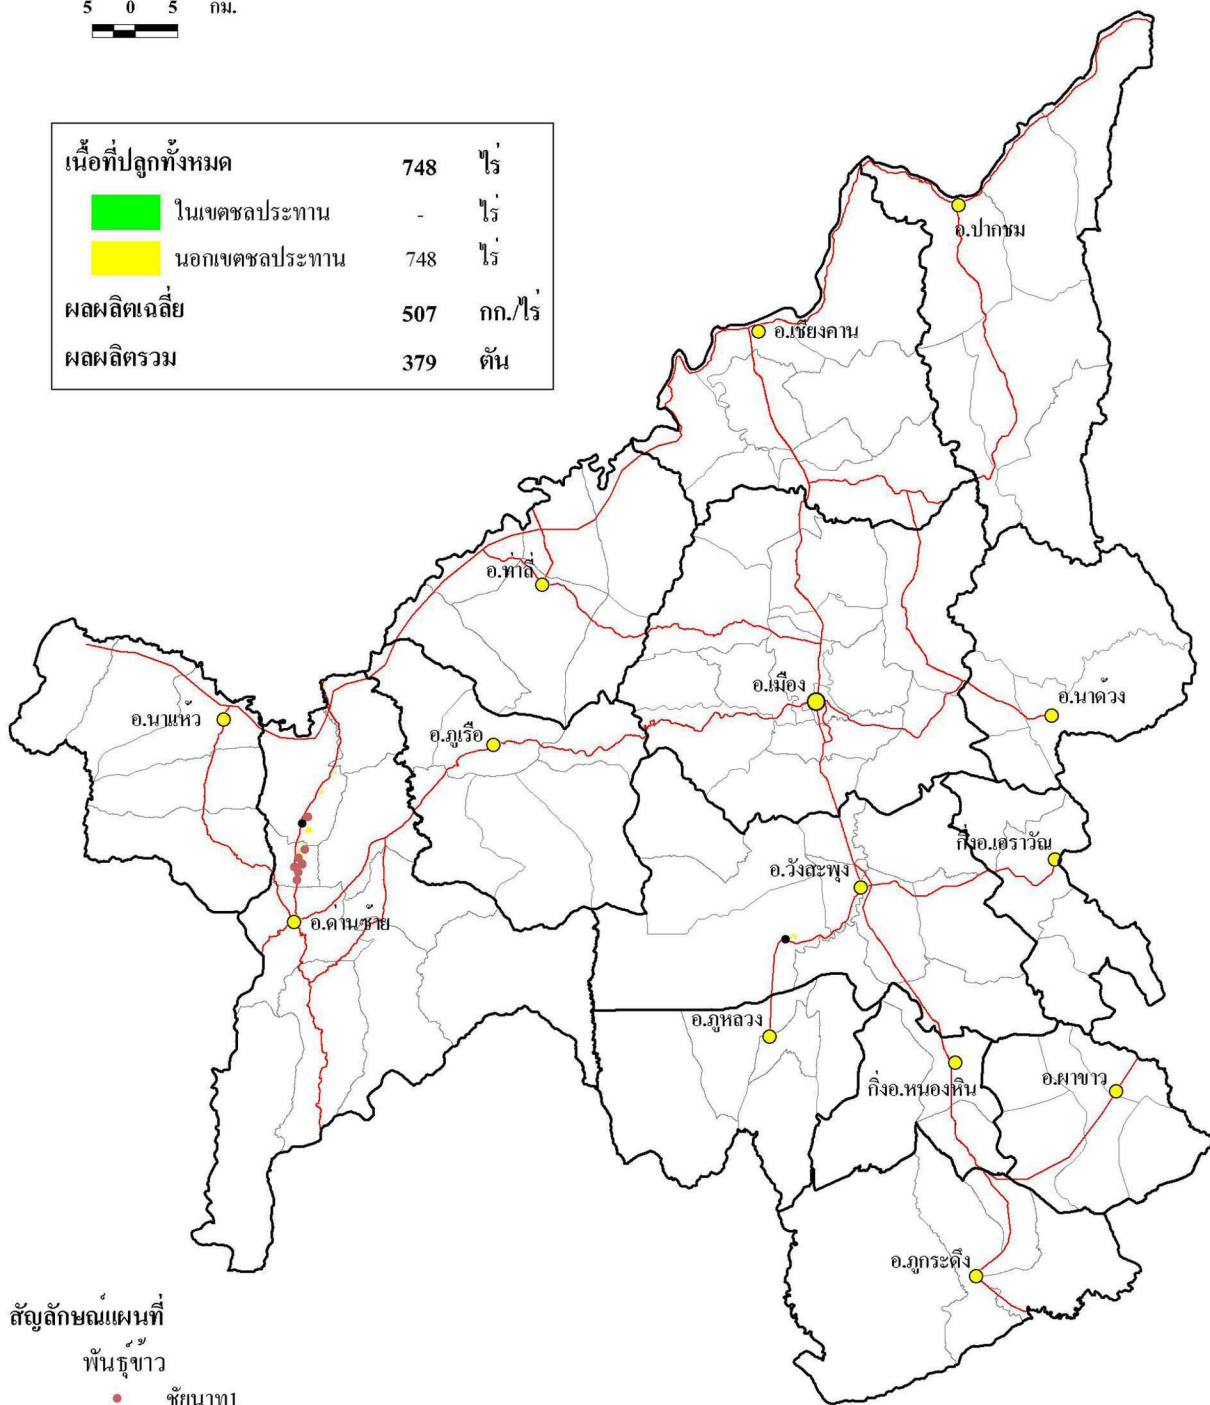 5 0 5 กม.
เนื้อที่ปลูกทั้งหมด 748 ไร่
ในเขตชลประทาน - ไร่
นอกเขตชลประทาน 748 ไร่
ผลผลิตเฉลี่ย 507 กก./ไร่
ผลผลิตรวม 379 ตัน
อ.ปากชม
อ.เชียงคาน
อ.ท่าลี่
อ.เมือง
อ.นาด้วง
อ.นาแห้ว
อ.ภูเรือ
กิ่งอ.เอราวัณ
อ.วังสะพุง
อ.ด่านซ้าย
อ.ภูหลวง
กิ่งอ.หนองหิน
อ.ผาขาว
อ.ภูกระดึง
สัญลักษณ์แผนที่
พันธุ์ข้าว
ชัยนาท1